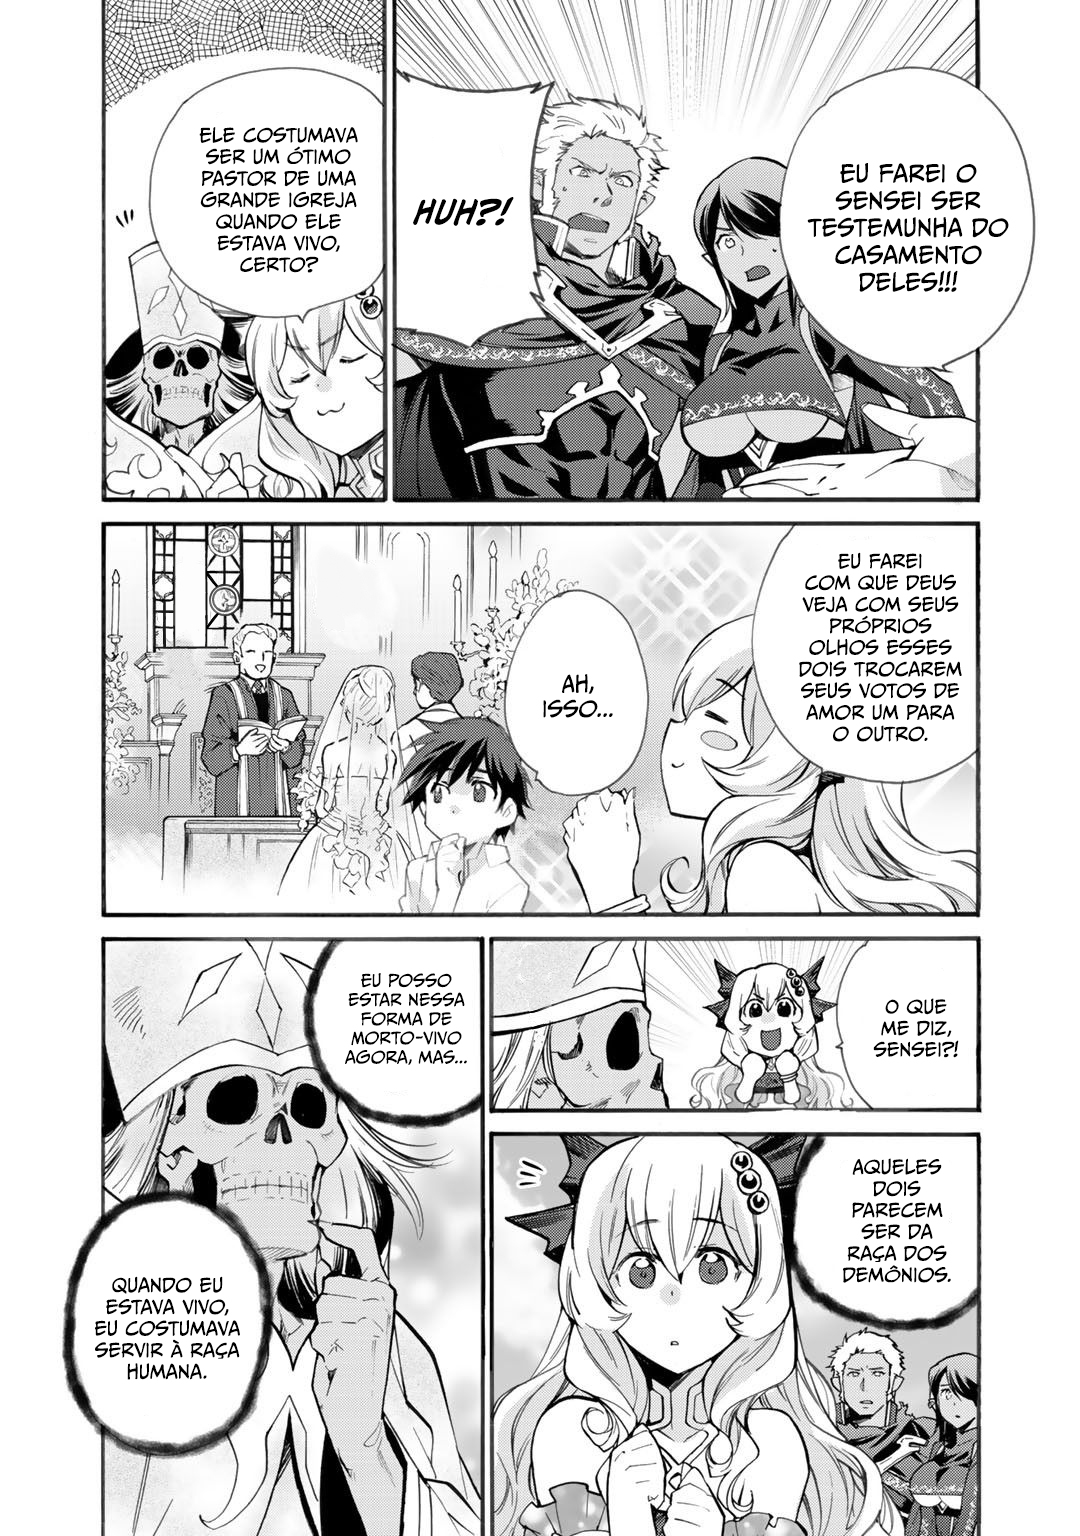 EU FAREI O
SENSEI SER
TESTEMUNHA DO
CASAMENTO
DELES!!!
HUH?!
ELE COSTUMAVA
SER UM ÓTIMO
PASTOR DE UMA
GRANDE IGREJA
QUANDO ELE
ESTAVA VIVO,
CERTO?
EU FAREI
COM QUE DEUS
VEJA COM SEUS
PRÓPRIOS
OLHOS ESSES
DOIS TROCAREM
SEUS VOTOS DE
AMOR UM PARA
O OUTRO.
AH,
ISSO...
O QUE
ME DIZ,
SENSEI?!
EU POSSO
ESTAR NESSA
FORMA DE
MORTO-VIVO
AGORA, MAS...
QUANDO EU
ESTAVA VIVO,
EU COSTUMAVA
SERVIR À RAÇA
HUMANA.
AQUELES
DOIS
PARECEM
SER DA
RAÇA DOS
DEMÔNIOS.